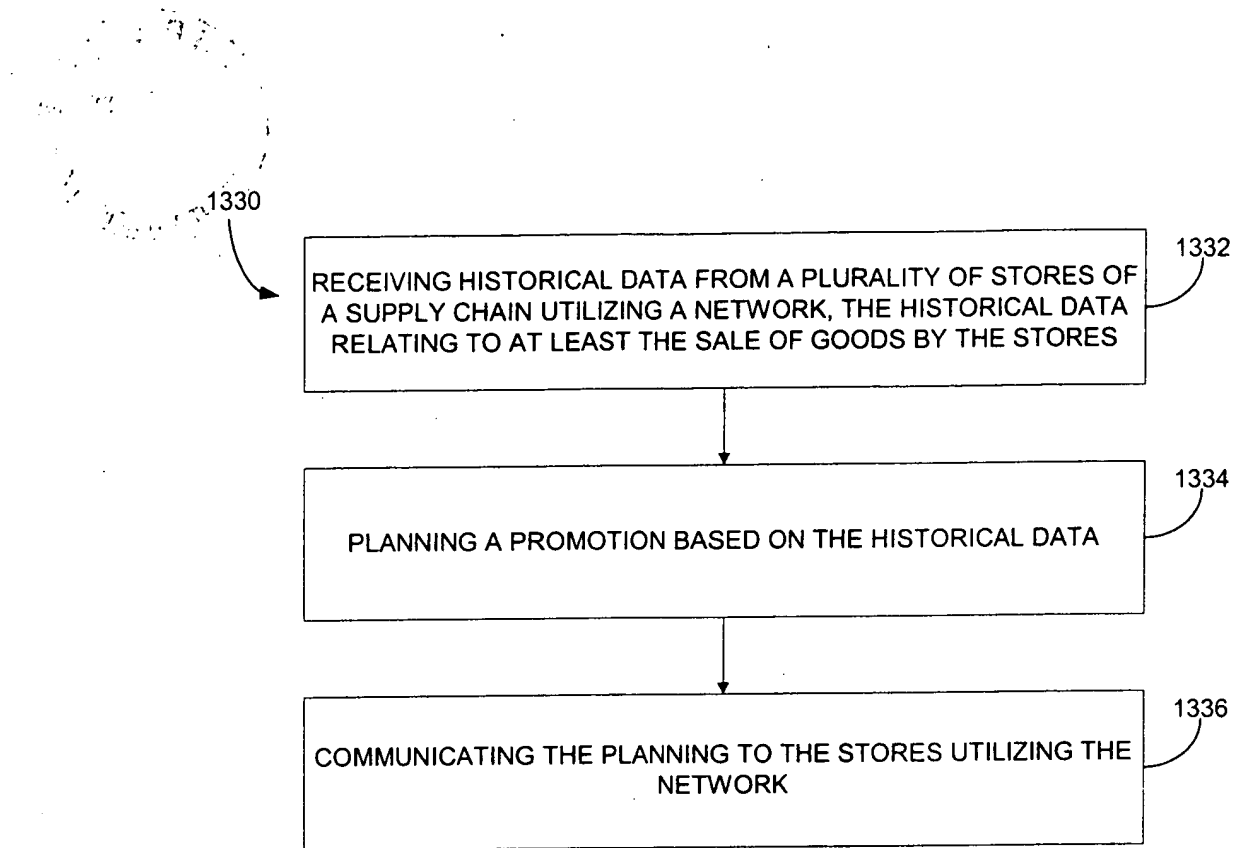 1330
1332
RECEIVING HISTORICAL DATA FROM A PLURALITY OF STORES OF
A SUPPLY CHAIN UTILIZING A NETWORK, THE HISTORICAL DATA
RELATING TO AT LEAST THE SALE OF GOODS BY THE STORES
1334
PLANNING A PROMOTION BASED ON THE HISTORICAL DATA
1336
COMMUNICATING THE PLANNING TO THE STORES UTILIZING THE
NETWORK